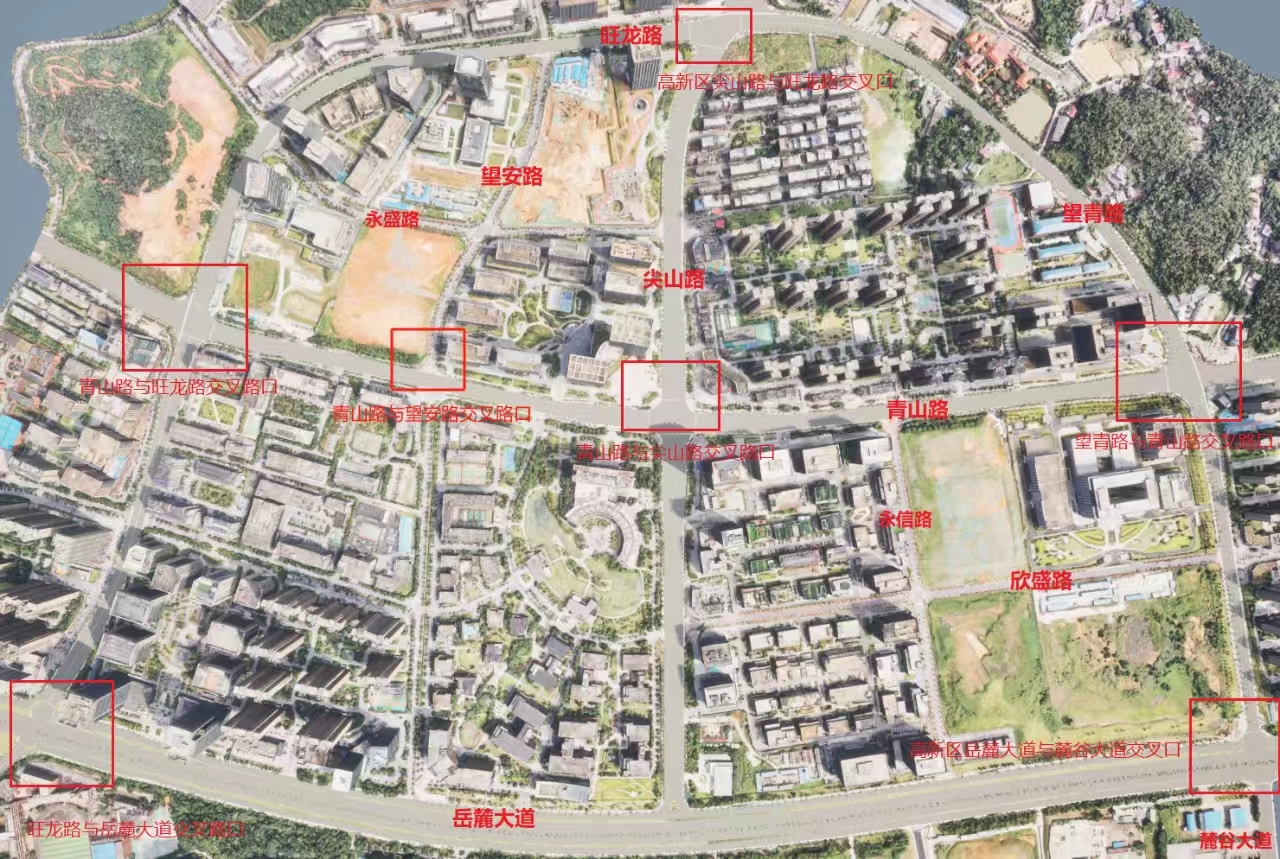 旺龙路
高新区尖山路与旺龙路交叉口
望安路
永盛路
望青路
尖山路
青山路与旺龙路交叉路口
青山路与望安路交叉路口
青山路
望青路与青山路交叉路口
青山路与尖山路交叉路口
永信路
欣盛路
高新区岳麓大道与麓谷大道交叉口
岳麓大道
旺龙路与岳麓大道交叉路口
麓谷大道